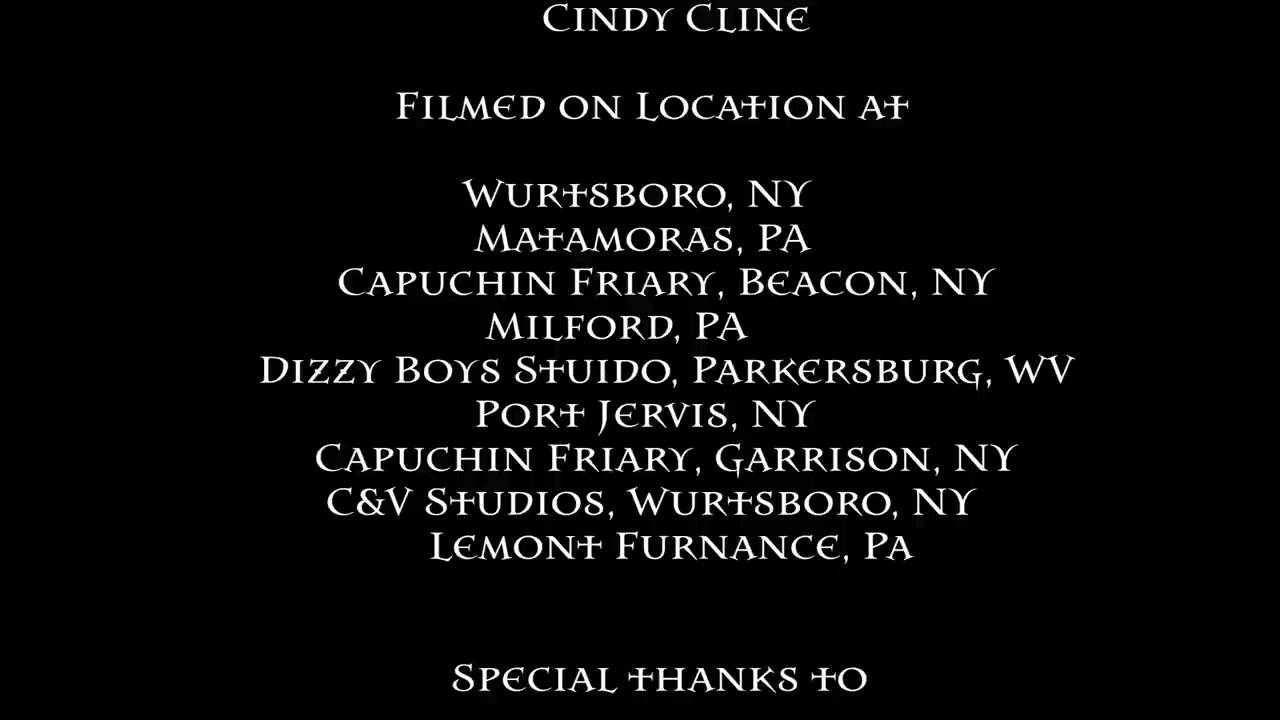 Cindy Cline
Filmed on Location at
Wurtsboro, NY
Matamoras, PA
Capuchin Friary, Beacon, NY
Milford, PA
Dizzy Boys Stuido, Parkersburg, WV
Port Jervis, NY
Capuchin Friary, Garrison, NY
C&V Studios, Wurtsboro, NY
Lemont Furnance, Pa
Special thanks to